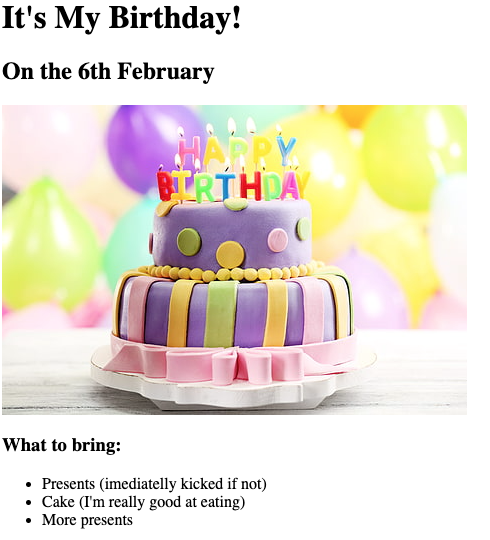 It's My Birthday!
On the 6th February
HAPPY
BIRTHDAY
What to bring:
Presents (imediatelly kicked if not)
Cake (I'm really good at eating)
More presents